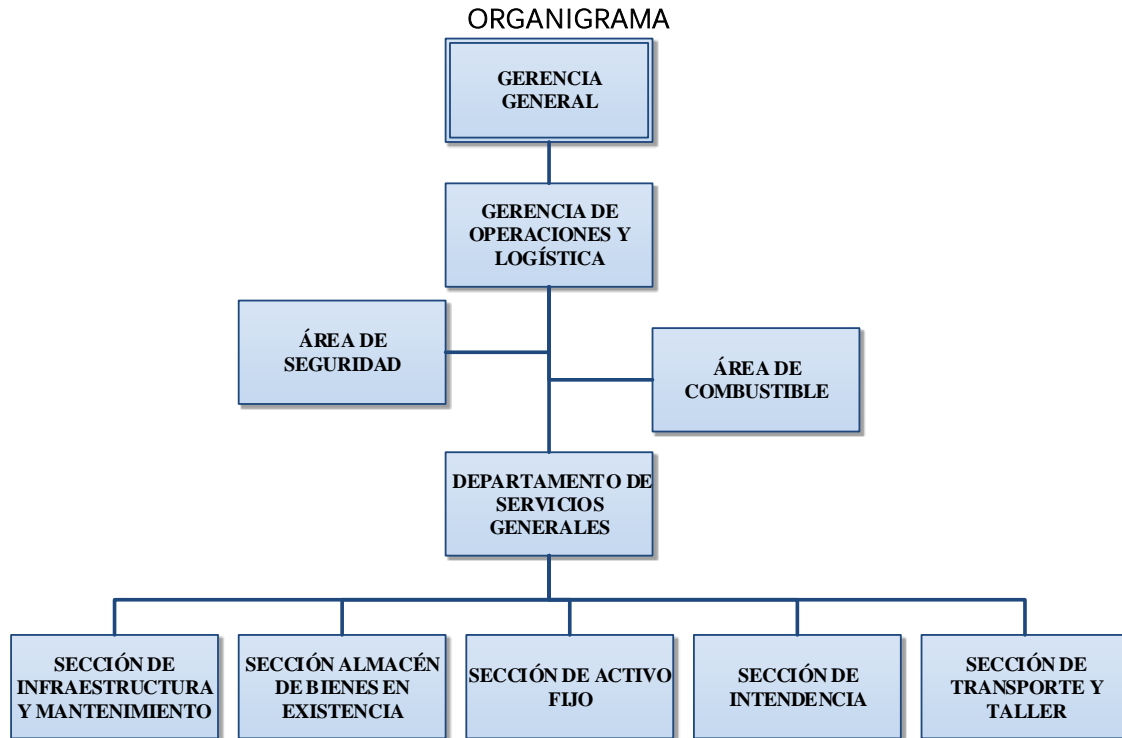 ORGANIGRAMA
GERENCIA
GENERAL
GERENCIA DE
OPERACIONES Y
LOGÍSTICA
ÁREA DE
SEGURIDAD
ÁREA DE
COMBUSTIBLE
DEPARTAMENTO DE
SERVICIOS
GENERALES
SECCIÓN DE
INFRAESTRUCTURA
Y MANTENIMIENTO
SECCIÓN ALMACÉN
DE BIENES EN
EXISTENCIA
SECCIÓN DE ACTIVO
FIJO
SECCIÓN DE
INTENDENCIA
SECCIÓN DE
TRANSPORTE Y
TALLER